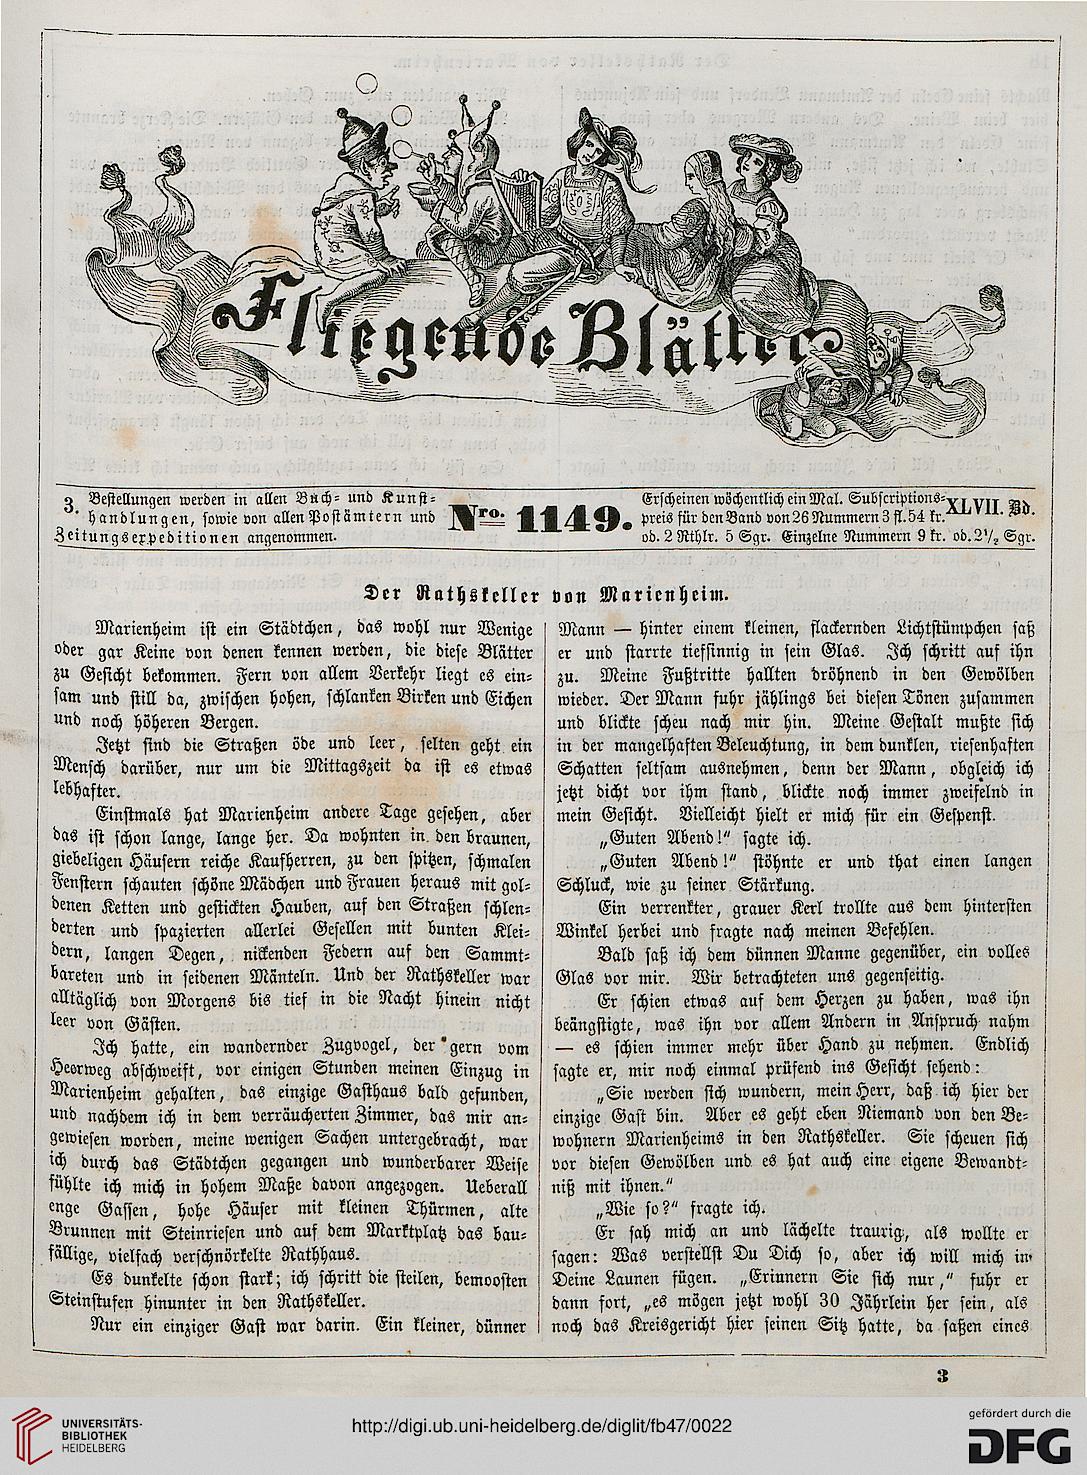 Fliegende Blätter
3.
Bestellungen werden in allen Buch- und Kunst-
handlungen, sowie von allen Postämtern und
Zeitungsexpeditionen angenommen.
Nro. 1149.
Erscheinen wöchentlich ein Mal. Subscriptions-
preis für den Band von 26 Nummern 3 fl. 54 kr.
od. 2 Rthlr. 5 Sgr. Einzelne Nummern 9 kr. od. 2½ Sgr.
XLVII. Bd.
Der Rathskeller von Marienheim.
Marienheim ist ein Städtchen, das wohl nur Wenige
oder gar Keine von denen kennen werden, die diese Blätter
zu Gesicht bekommen. Fern von allem Verkehr liegt es ein-
sam und still da, zwischen hohen, schlanken Birken und Eichen
und noch höheren Bergen.
Jetzt sind die Straßen öde und leer, selten geht ein
Mensch darüber, nur um die Mittagszeit da ist es etwas
lebhafter.
Einstmals hat Marienheim andere Tage gesehen, aber
das ist schon lange, lange her. Da wohnten in den braunen,
giebeligen Häusern reiche Kaufherren, zu den spitzen, schmalen
Fenstern schauten schöne Mädchen und Frauen heraus mit gol-
denen Ketten und gestickten Hauben, auf den Straßen schlen-
derten und spazierten allerlei Gesellen mit bunten Klei-
dern, langen Degen, nickenden Federn auf den Sammt-
bareten und in seidenen Mänteln. Und der Rathskeller war
alltäglich von Morgens bis tief in die Nacht hinein nicht
leer von Gästen.
Ich hatte, ein wandernder Zugvogel, der gern vom
Heerweg abschweift, vor einigen Stunden meinen Einzug in
Marienheim gehalten, das einzige Gasthaus bald gefunden,
und nachdem ich in dem verräucherten Zimmer, das mir an-
gewiesen worden, meine wenigen Sachen untergebracht, war
ich durch das Städtchen gegangen und wunderbarer Weise
fühlte ich mich in hohem Maße davon angezogen. Ueberall
enge Gassen, hohe Häuser mit kleinen Thürmen, alte
Brunnen mit Steinriesen und auf dem Marktplatz das bau-
fällige, vielfach verschnörkelte Rathhaus.
Es dunkelte schon stark; ich schritt die steilen, bemoosten
Steinstufen hinunter in den Rathskeller.
Nur ein einziger Gast war darin. Ein kleiner, dünner
Mann — hinter einem kleinen, flackernden Lichtstümpchen saß
er und starrte tiefsinnig in sein Glas. Ich schritt auf ihn
zu. Meine Fußtritte hallten dröhnend in den Gewölben
wieder. Der Mann fuhr jählings bei diesen Tönen zusammen
und blickte scheu nach mir hin. Meine Gestalt mußte sich
in der mangelhaften Beleuchtung, in dem dunklen, riesenhaften
Schatten seltsam ausnehmen, denn der Mann, obgleich ich
jetzt dicht vor ihm stand, blickte noch immer zweifelnd in
mein Gesicht. Vielleicht hielt er mich für ein Gespenst.
„Guten Abend!“ sagte ich.
„Guten Abend!“ stöhnte er und that einen langen
Schluck, wie zu seiner Stärkung.
Ein verrenkter, grauer Kerl trollte aus dem hintersten
Winkel herbei und fragte nach meinen Befehlen.
Bald saß ich dem dünnen Manne gegenüber, ein volles
Glas vor mir. Wir betrachteten uns gegenseitig.
Er schien etwas auf dem Herzen zu haben, was ihn
beängstigte, was ihn vor allem Andern in Anspruch nahm
— es schien immer mehr über Hand zu nehmen. Endlich
sagte er, mir noch einmal prüfend ins Gesicht sehend:
„Sie werden sich wundern, mein Herr, daß ich hier der
einzige Gast bin. Aber es geht eben Niemand von den Be-
wohnern Marienheims in den Rathskeller. Sie scheuen sich
vor diesen Gewölben und es hat auch eine eigene Bewandt-
niß mit ihnen.“
„Wie so?“ fragte ich.
Er sah mich an und lächelte traurig, als wollte er
sagen: Was verstellst Du Dich so, aber ich will mich in
Deine Launen fügen. „Erinnern Sie sich nur,“ fuhr er
dann fort, „es mögen jetzt wohl 30 Jährlein her sein, als
noch das Kreisgericht hier seinen Sitz hatte, da saßen eines
3
UNIVERSITÄTS-
BIBLIOTHEK
HEIDELBERG
http://digi.ub.uni-heidelberg.de/diglit/fb47/0022
gefördert durch die
DFG